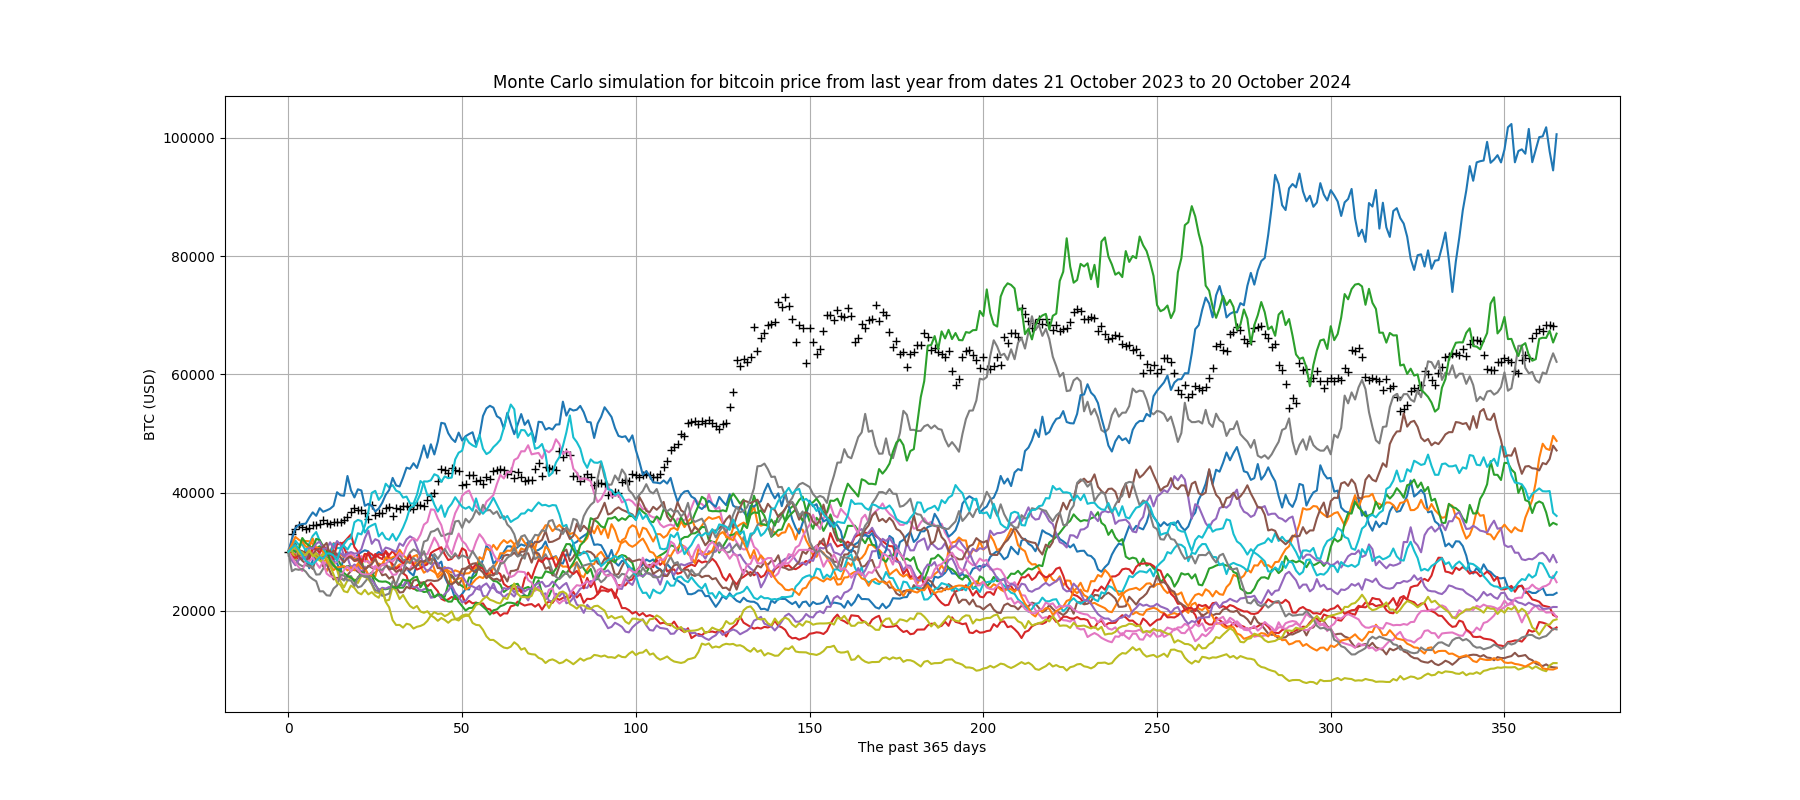 Monte Carlo simulation for bitcoin price from last year from dates 21 October 2023 to 20 October 2024
100000
80000
60000
40000
20000
BTC (USD)
0 50 100 150 200 250 300 350
The past 365 days